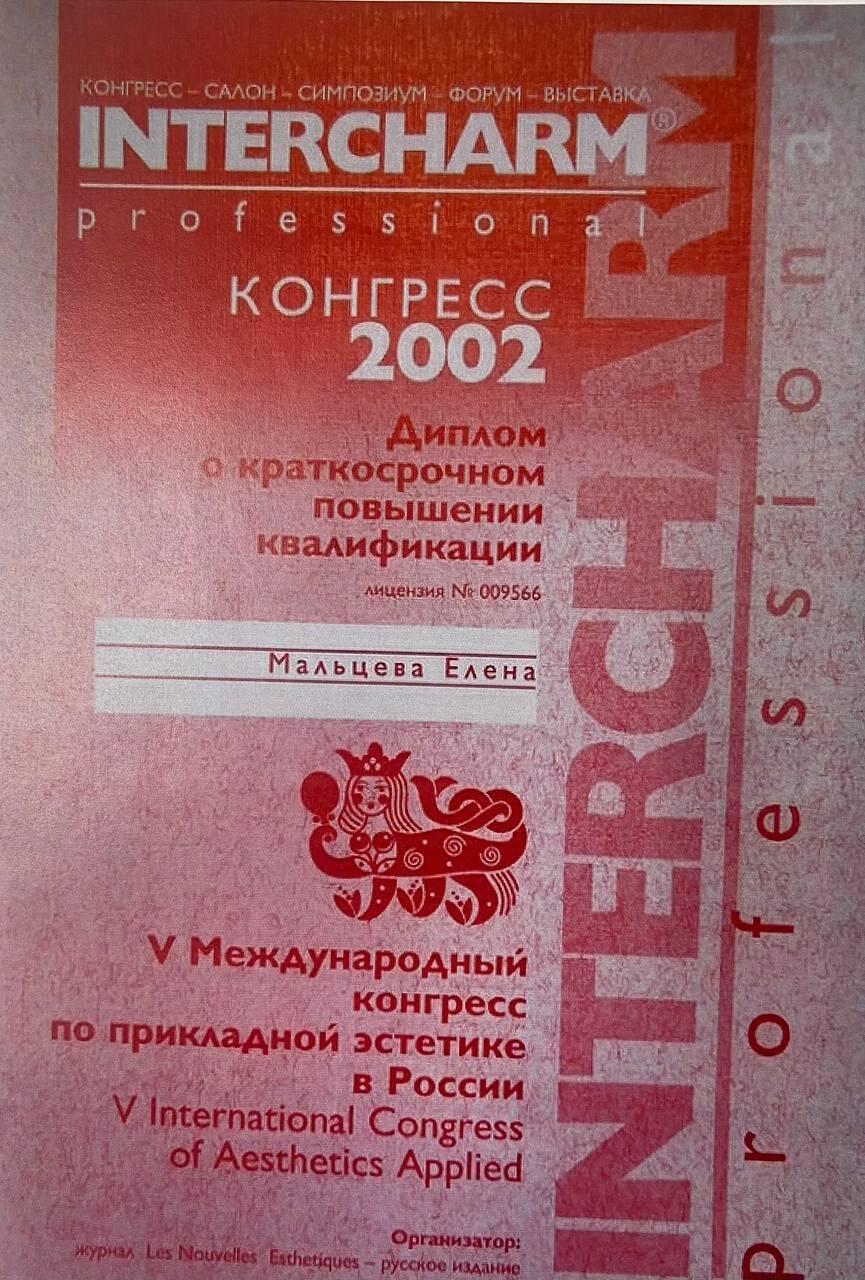 КОНГРЕСС – САЛОН – СИМПОЗИУМ – ФОРУМ – ВЫСТАВКА
INTERCHARM®
professional
КОНГРЕСС
2002
Диплом
о краткосрочном
повышении
квалификации
лицензия № 009566
Мальцева Елена
V Международный
конгресс
по прикладной эстетике
в России
V International Congress
of Aesthetics Applied
Организатор:
журнал Les Nouvelles Esthetiques – русское издание
INTERCHARM
professional